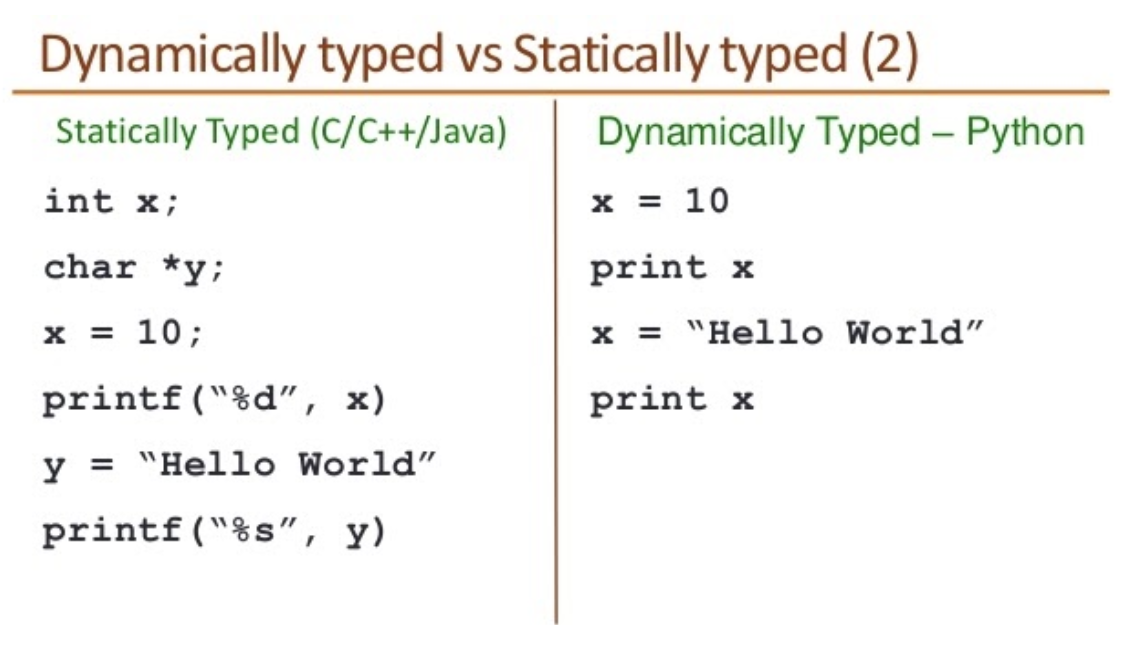 Dynamically typed vs Statically typed (2)
Statically Typed (C/C++/Java)
int x;
char *y;
x = 10;
printf(“%d”, x)
y = “Hello World”
printf(“%s”, y)
Dynamically Typed – Python
x = 10
print x
x = “Hello World”
print x